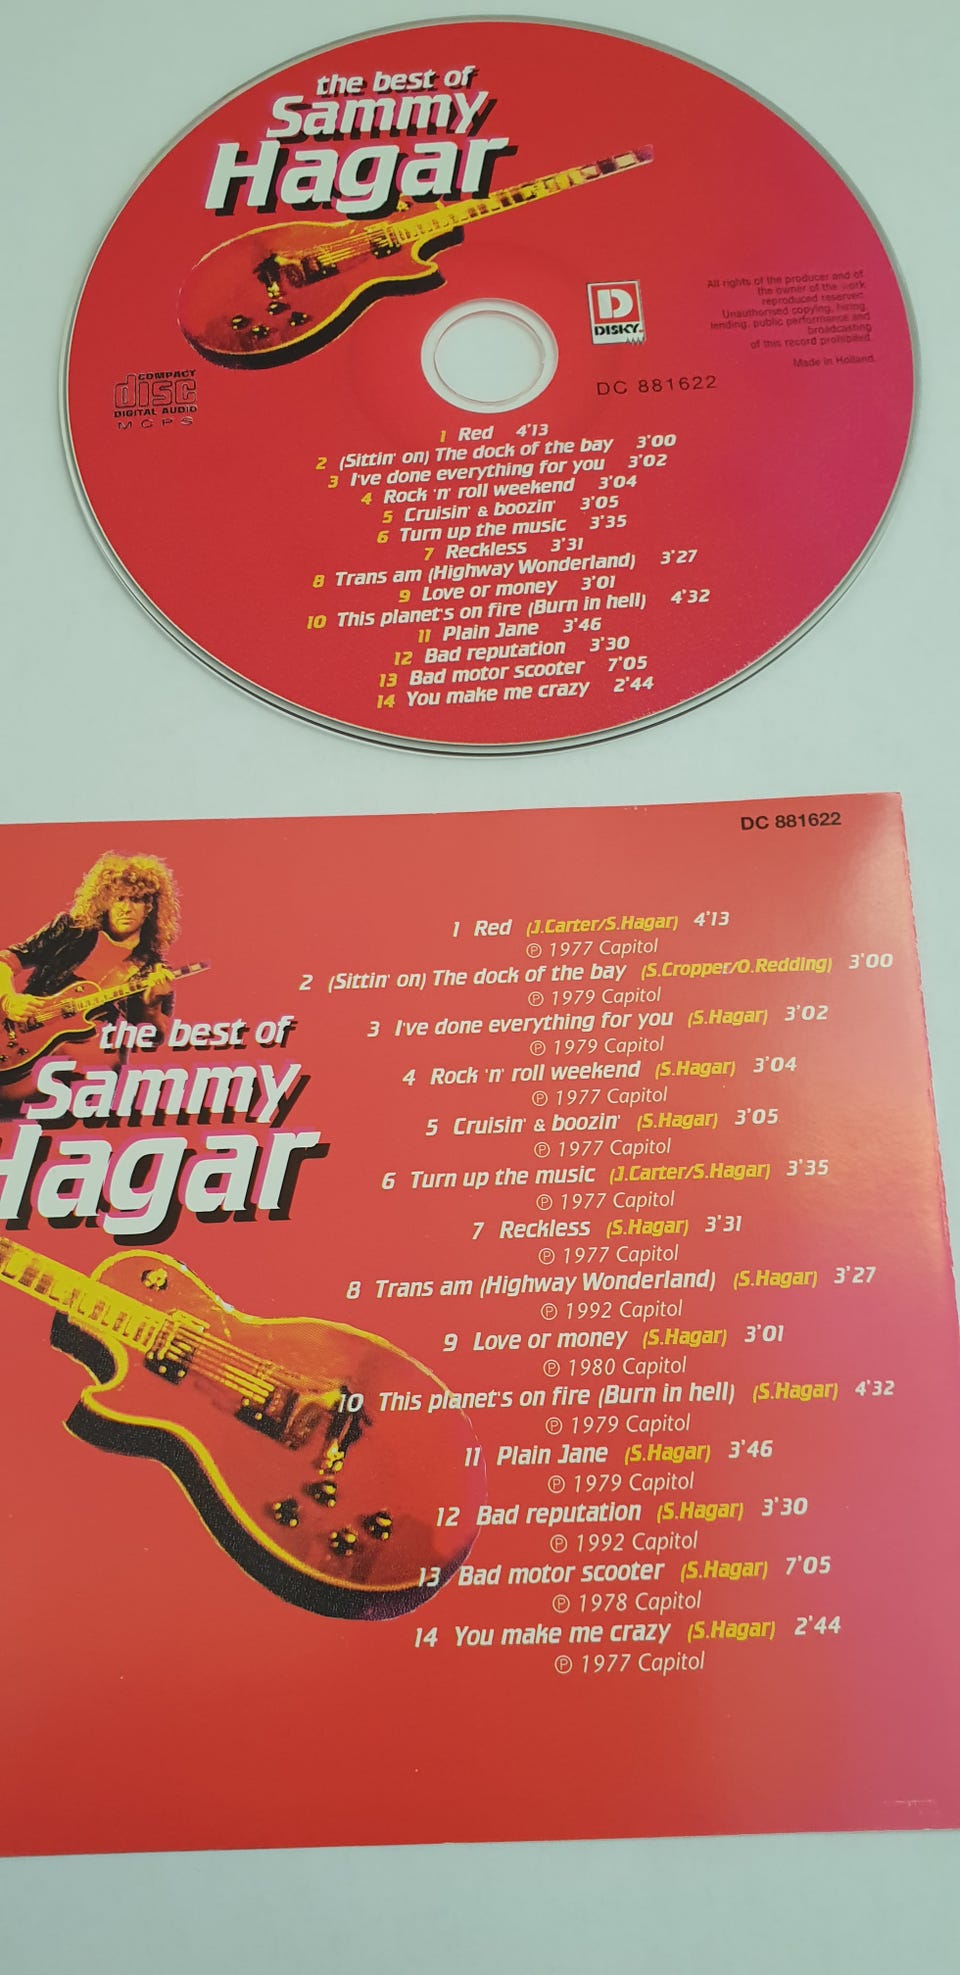 the best of
Sammy
Hagar
D
DISKY.
All rights of the producer and of
the owner of the work
reproduced reserved.
Unauthorised copying, hiring,
lending, public performance and
broadcasting
of this record prohibited.
Made in Holland.
COMPACT
disc
DIGITAL AUDIO
MCPS
DC 881622
1 Red 4'13
2 (Sittin' on) The dock of the bay 3'00
3 I've done everything for you 3'02
4 Rock 'n' roll weekend 3'04
5 Cruisin' & boozin' 3'05
6 Turn up the music 3'35
7 Reckless 3'31
8 Trans am (Highway Wonderland) 3'27
9 Love or money 3'01
10 This planet's on fire (Burn in hell) 4'32
11 Plain Jane 3'46
12 Bad reputation 3'30
13 Bad motor scooter 7'05
14 You make me crazy 2'44
DC 881622
the best of
Sammy
Hagar
1 Red (J.Carter/S.Hagar) 4'13
℗ 1977 Capitol
2 (Sittin' on) The dock of the bay (S.Cropper/O.Redding) 3'00
℗ 1979 Capitol
3 I've done everything for you (S.Hagar) 3'02
℗ 1979 Capitol
4 Rock 'n' roll weekend (S.Hagar) 3'04
℗ 1977 Capitol
5 Cruisin' & boozin' (S.Hagar) 3'05
℗ 1977 Capitol
6 Turn up the music (J.Carter/S.Hagar) 3'35
℗ 1977 Capitol
7 Reckless (S.Hagar) 3'31
℗ 1977 Capitol
8 Trans am (Highway Wonderland) (S.Hagar) 3'27
℗ 1992 Capitol
9 Love or money (S.Hagar) 3'01
℗ 1980 Capitol
10 This planet's on fire (Burn in hell) (S.Hagar) 4'32
℗ 1979 Capitol
11 Plain Jane (S.Hagar) 3'46
℗ 1979 Capitol
12 Bad reputation (S.Hagar) 3'30
℗ 1992 Capitol
13 Bad motor scooter (S.Hagar) 7'05
℗ 1978 Capitol
14 You make me crazy (S.Hagar) 2'44
℗ 1977 Capitol